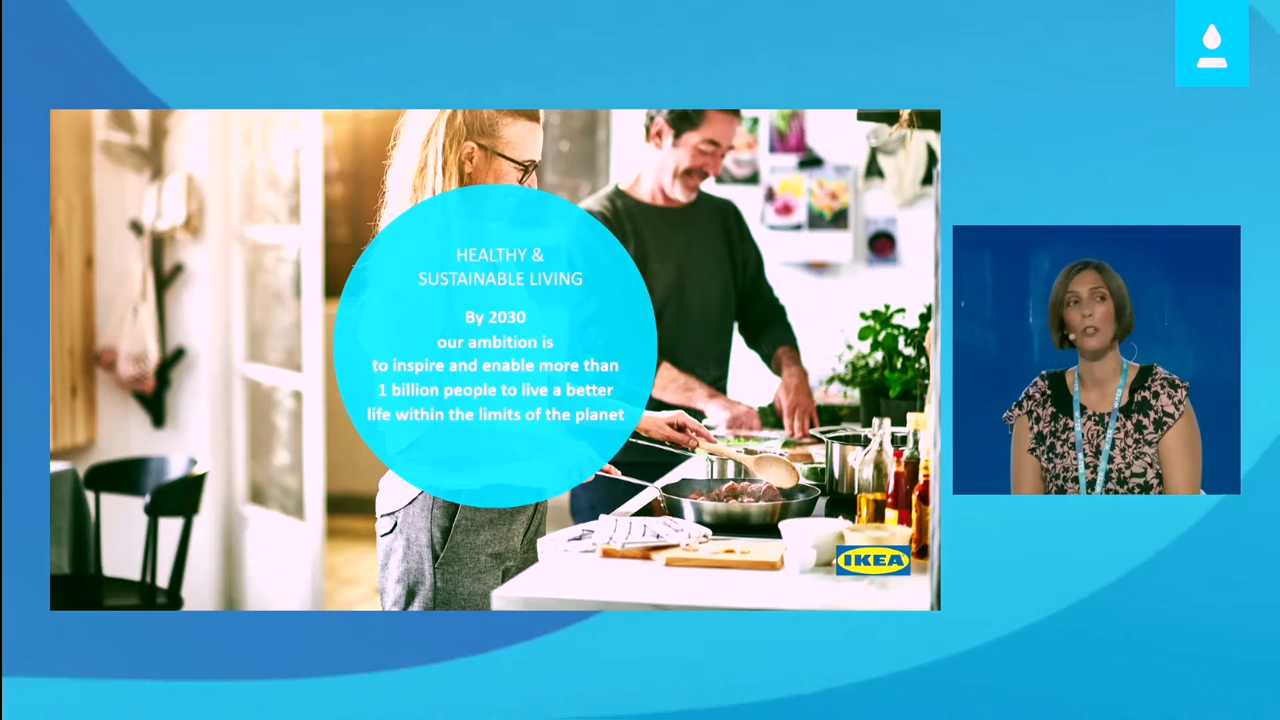 HEALTHY &
SUSTAINABLE LIVING
By 2030
our ambition is
to inspire and enable more than
1 billion people to live a better
life within the limits of the planet
IKEA